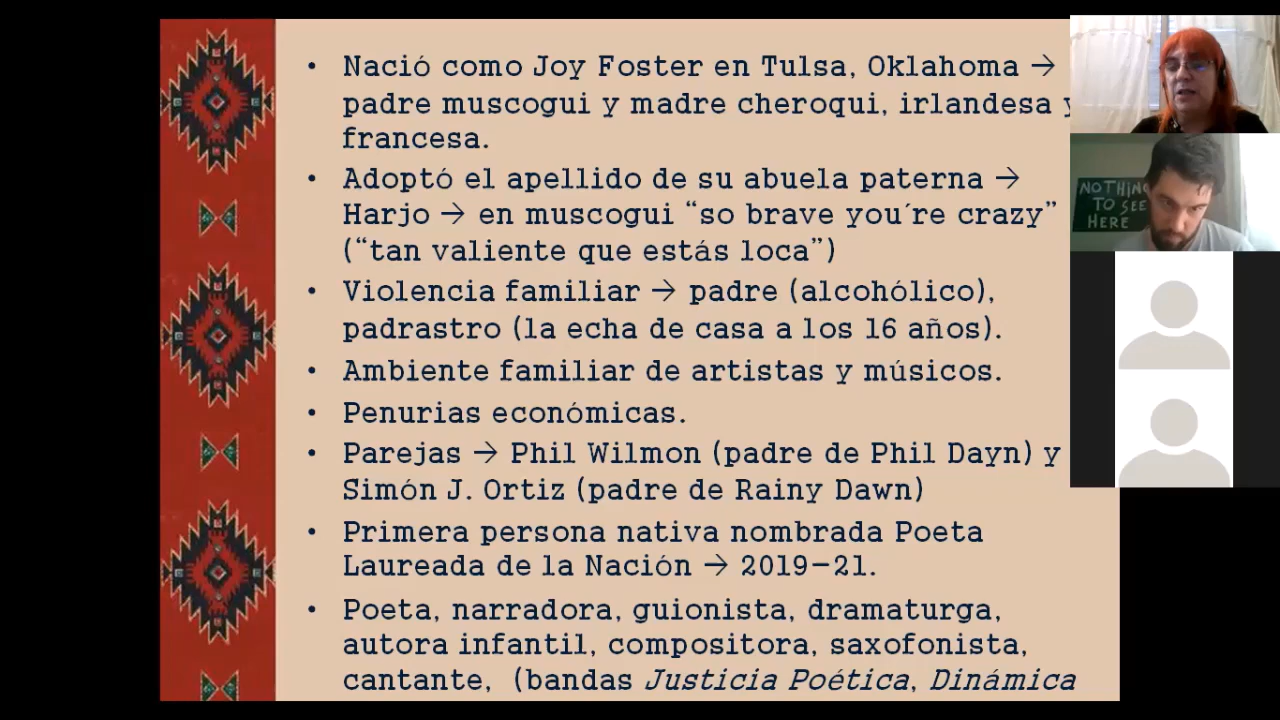 • Nació como Joy Foster en Tulsa, Oklahoma →
padre muscogui y madre cheroqui, irlandesa y
francesa.
• Adoptó el apellido de su abuela paterna →
Harjo → en muscogui “so brave you´re crazy”
(“tan valiente que estás loca”)
• Violencia familiar → padre (alcohólico),
padrastro (la echa de casa a los 16 años).
• Ambiente familiar de artistas y músicos.
• Penurias económicas.
• Parejas → Phil Wilmon (padre de Phil Dayn) y
Simón J. Ortiz (padre de Rainy Dawn)
• Primera persona nativa nombrada Poeta
Laureada de la Nación → 2019-21.
• Poeta, narradora, guionista, dramaturga,
autora infantil, compositora, saxofonista,
cantante, (bandas Justicia Poética, Dinámica
NOTHING
TO SEE
HERE